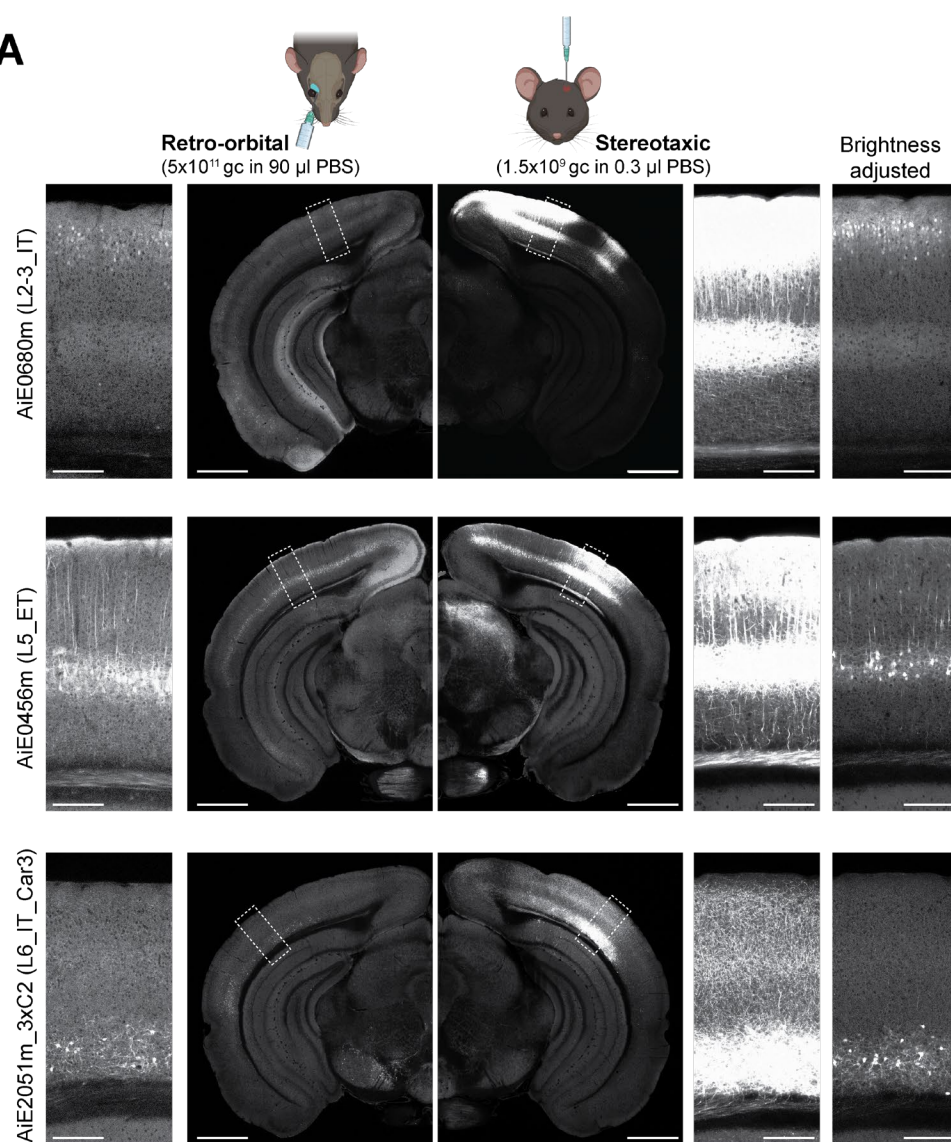 A
Retro-orbital
(5x10¹¹ gc in 90 µl PBS)
Stereotaxic
(1.5x10⁹ gc in 0.3 µl PBS)
Brightness
adjusted
AiE0680m (L2-3_IT)
AiE0456m (L5_ET)
AiE2051m_3xC2 (L6_IT_Car3)